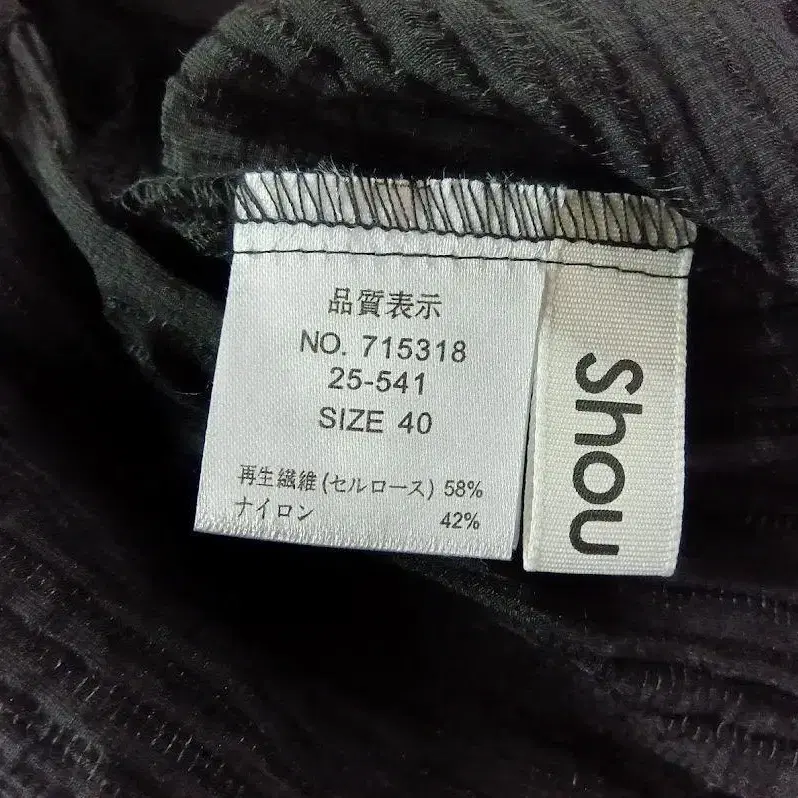 品質表示
NO. 715318
25-541
SIZE 40
再生繊維(セルロース) 58%
ナイロン 42%
Shou